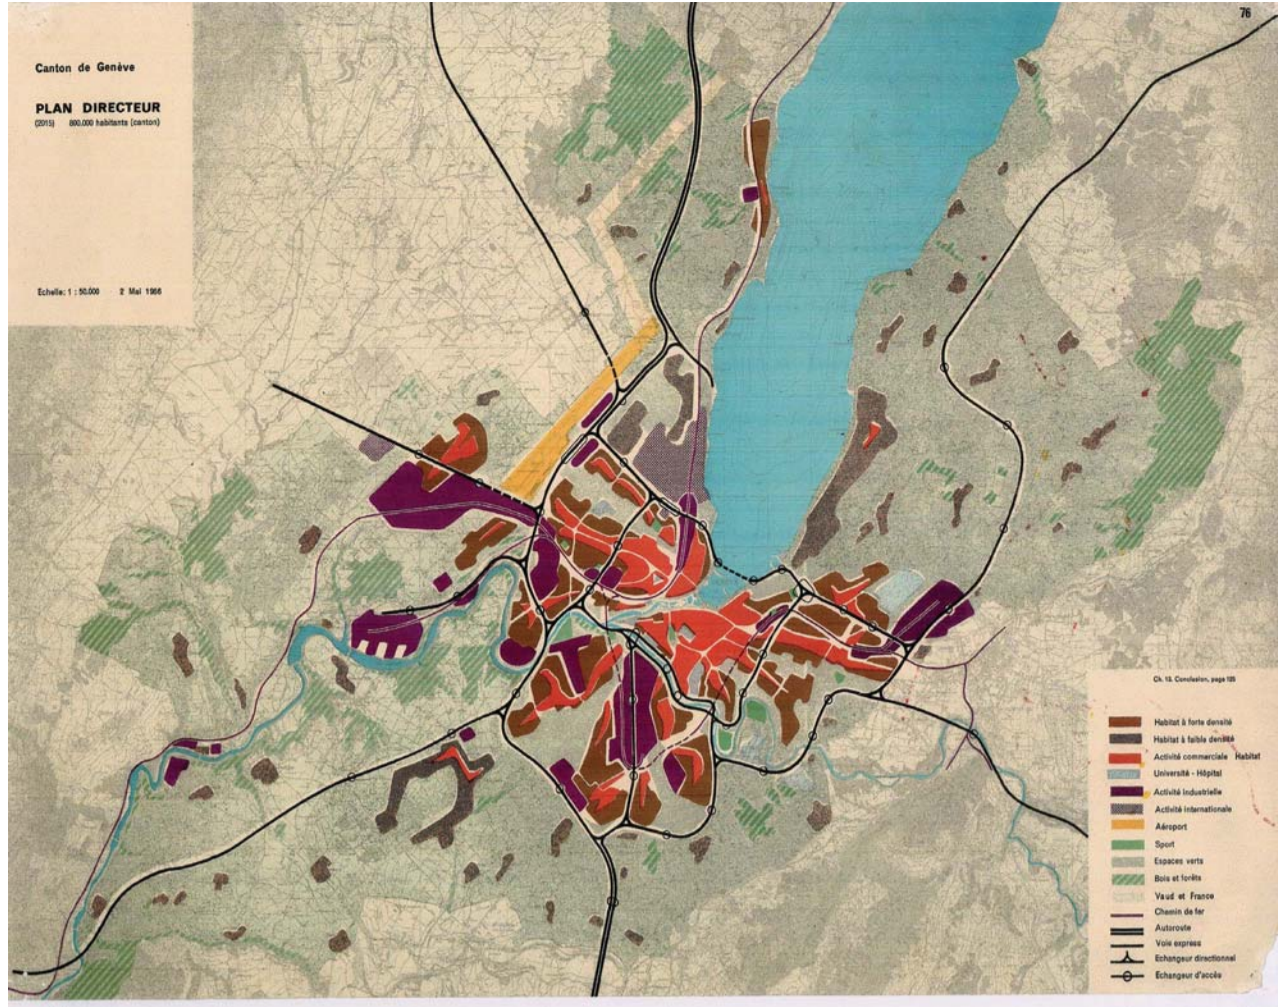 76
Canton de Genève
PLAN DIRECTEUR
(2015) 800.000 habitants (canton)
Echelle: 1 : 50.000 2 Mai 1966
Ch. 13. Conclusion, page 125
Habitat à forte densité
Habitat à faible densité
Activité commerciale Habitat
Université - Hôpital
Activité industrielle
Activité internationale
Aéroport
Sport
Espaces verts
Bois et forêts
Vaud et France
Chemin de fer
Autoroute
Voie express
Echangeur directionnel
Echangeur d'accès